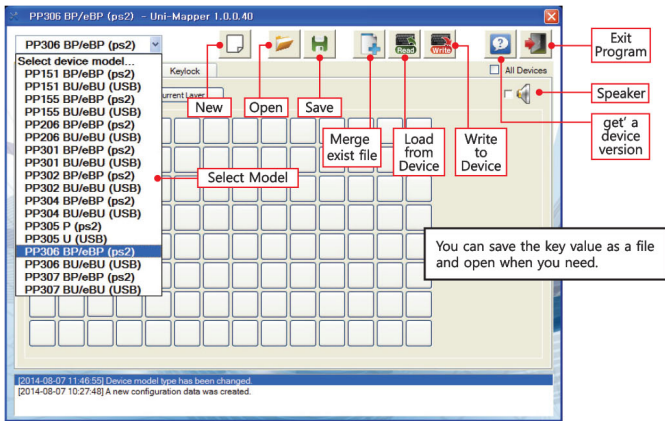 PP306 BP/eBP (ps2) - Uni-Mapper 1.0.0.40
PP306 BP/eBP (ps2)
Select device model...
PP151 BP/eBP (ps2)
PP151 BU/eBU (USB)
PP155 BP/eBP (ps2)
PP155 BU/eBU (USB)
PP206 BP/eBP (ps2)
PP206 BU/eBU (USB)
PP301 BP/eBP (ps2)
PP301 BU/eBU (USB)
PP302 BP/eBP (ps2)
PP302 BU/eBU (USB)
PP304 BP/eBP (ps2)
PP304 BU/eBU (USB)
PP305 P (ps2)
PP305 U (USB)
PP306 BP/eBP (ps2)
PP306 BU/eBU (USB)
PP307 BP/eBP (ps2)
PP307 BU/eBU (USB)
Keylock
Layer
New
Open
Save
Read
Write
Merge
exist file
Load
from
Device
Write
to
Device
Select Model
All Devices
Exit
Program
Speaker
get' a
device
version
You can save the key value as a file
and open when you need.
[2014-08-07 11:46:55] Device model type has been changed.
[2014-08-07 10:27:48] A new configuration data was created.